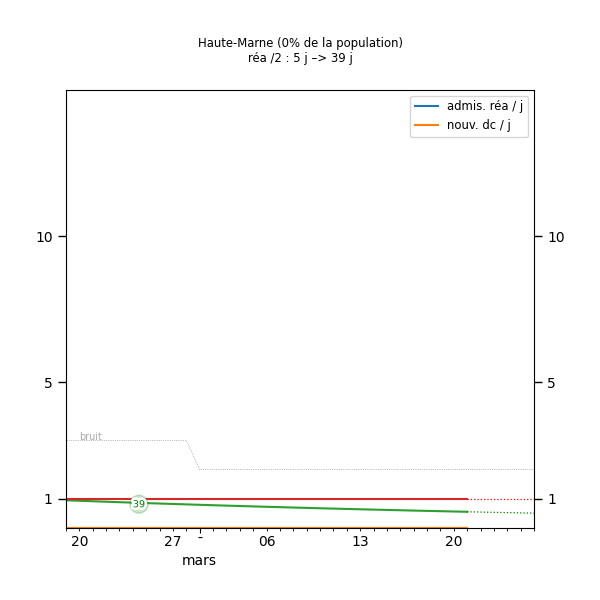 Haute-Marne (0% de la population)
réa /2 : 5 j –> 39 j
admis. réa / j
nouv. dc / j
10 10
5 5
bruit
1 39 1
20 27 - 06 13 20
mars